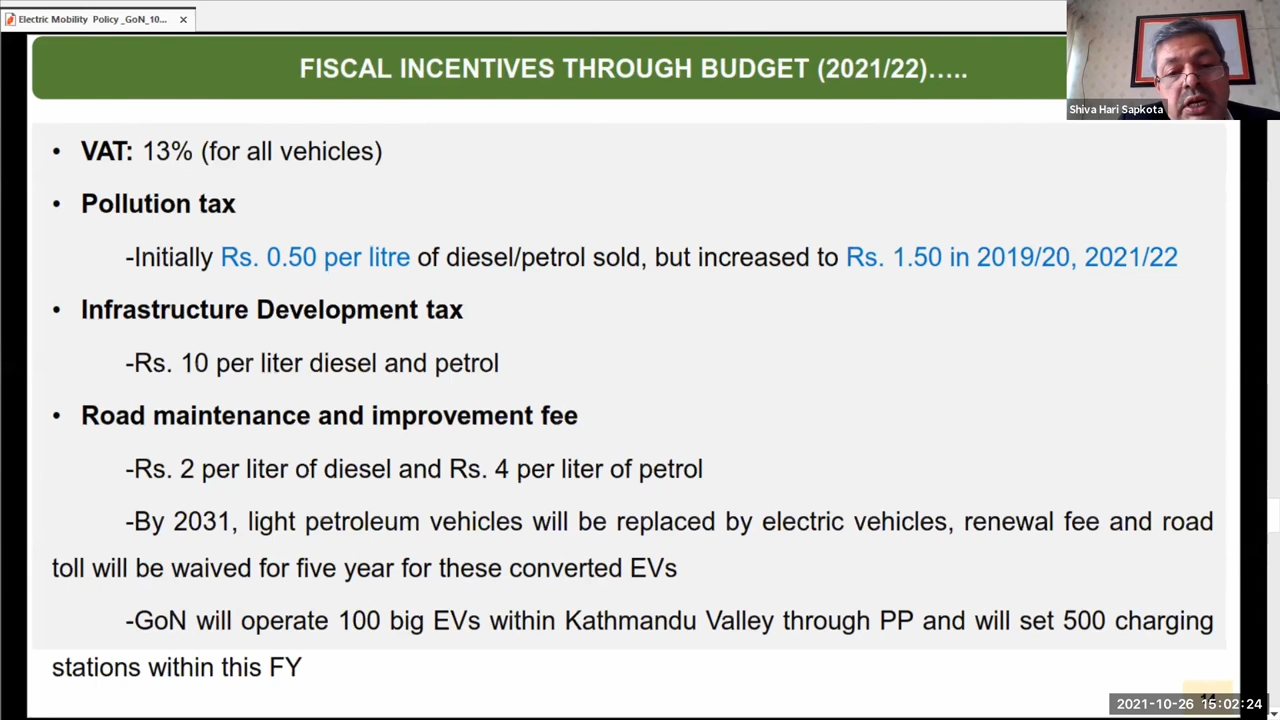 Electric Mobility Policy _GoN_10...
FISCAL INCENTIVES THROUGH BUDGET (2021/22)…..
Shiva Hari Sapkota
• VAT: 13% (for all vehicles)
• Pollution tax
-Initially Rs. 0.50 per litre of diesel/petrol sold, but increased to Rs. 1.50 in 2019/20, 2021/22
• Infrastructure Development tax
-Rs. 10 per liter diesel and petrol
• Road maintenance and improvement fee
-Rs. 2 per liter of diesel and Rs. 4 per liter of petrol
-By 2031, light petroleum vehicles will be replaced by electric vehicles, renewal fee and road
toll will be waived for five year for these converted EVs
-GoN will operate 100 big EVs within Kathmandu Valley through PP and will set 500 charging
stations within this FY
2021-10-26 15:02:24